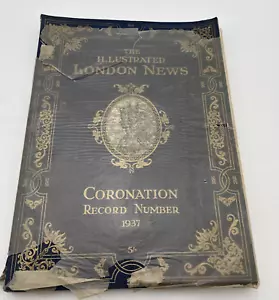 THE
ILLUSTRATED
LONDON NEWS
CORONATION
RECORD NUMBER
1937